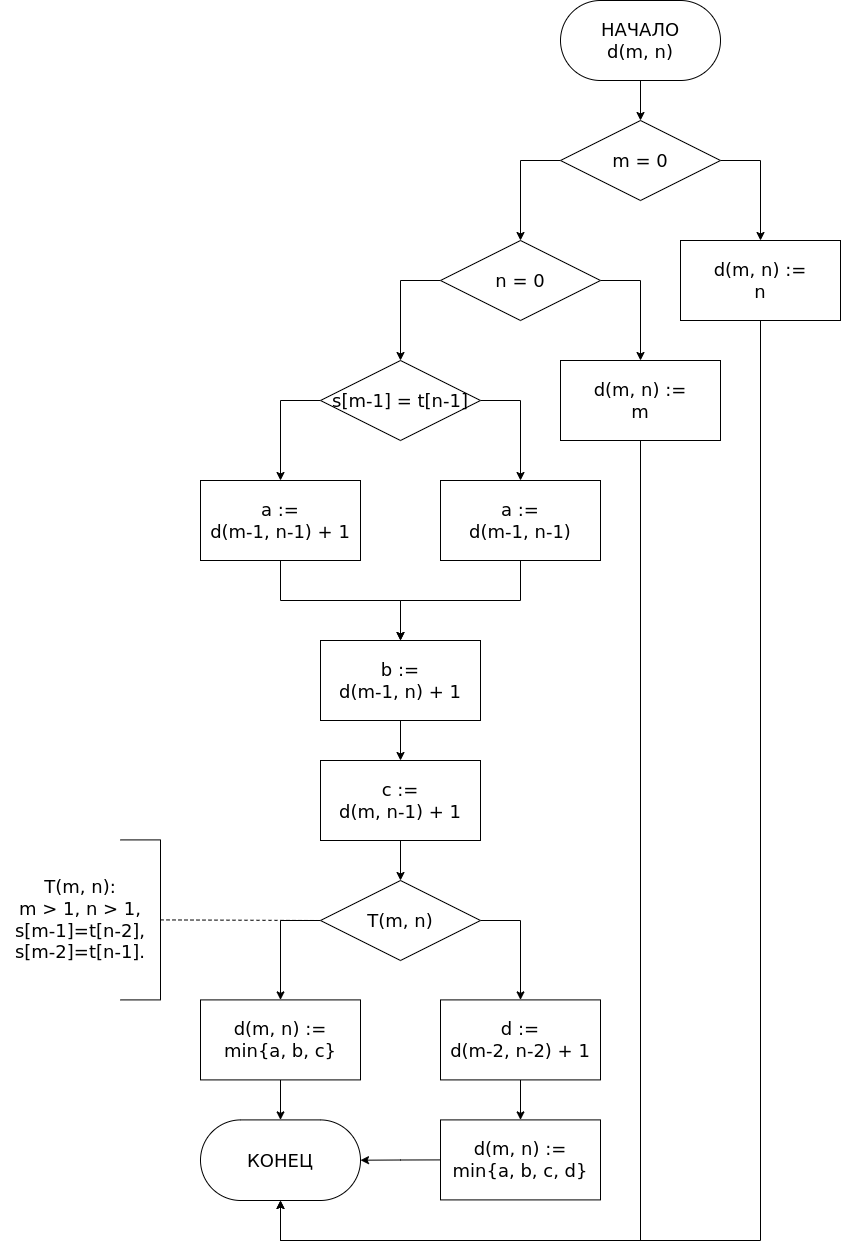 НАЧАЛО
d(m, n)
m = 0
n = 0
d(m, n) :=
n
s[m-1] = t[n-1]
d(m, n) :=
m
a :=
d(m-1, n-1) + 1
a :=
d(m-1, n-1)
b :=
d(m-1, n) + 1
c :=
d(m, n-1) + 1
T(m, n):
m > 1, n > 1,
s[m-1]=t[n-2],
s[m-2]=t[n-1].
T(m, n)
d(m, n) :=
min{a, b, c}
d :=
d(m-2, n-2) + 1
КОНЕЦ
d(m, n) :=
min{a, b, c, d}